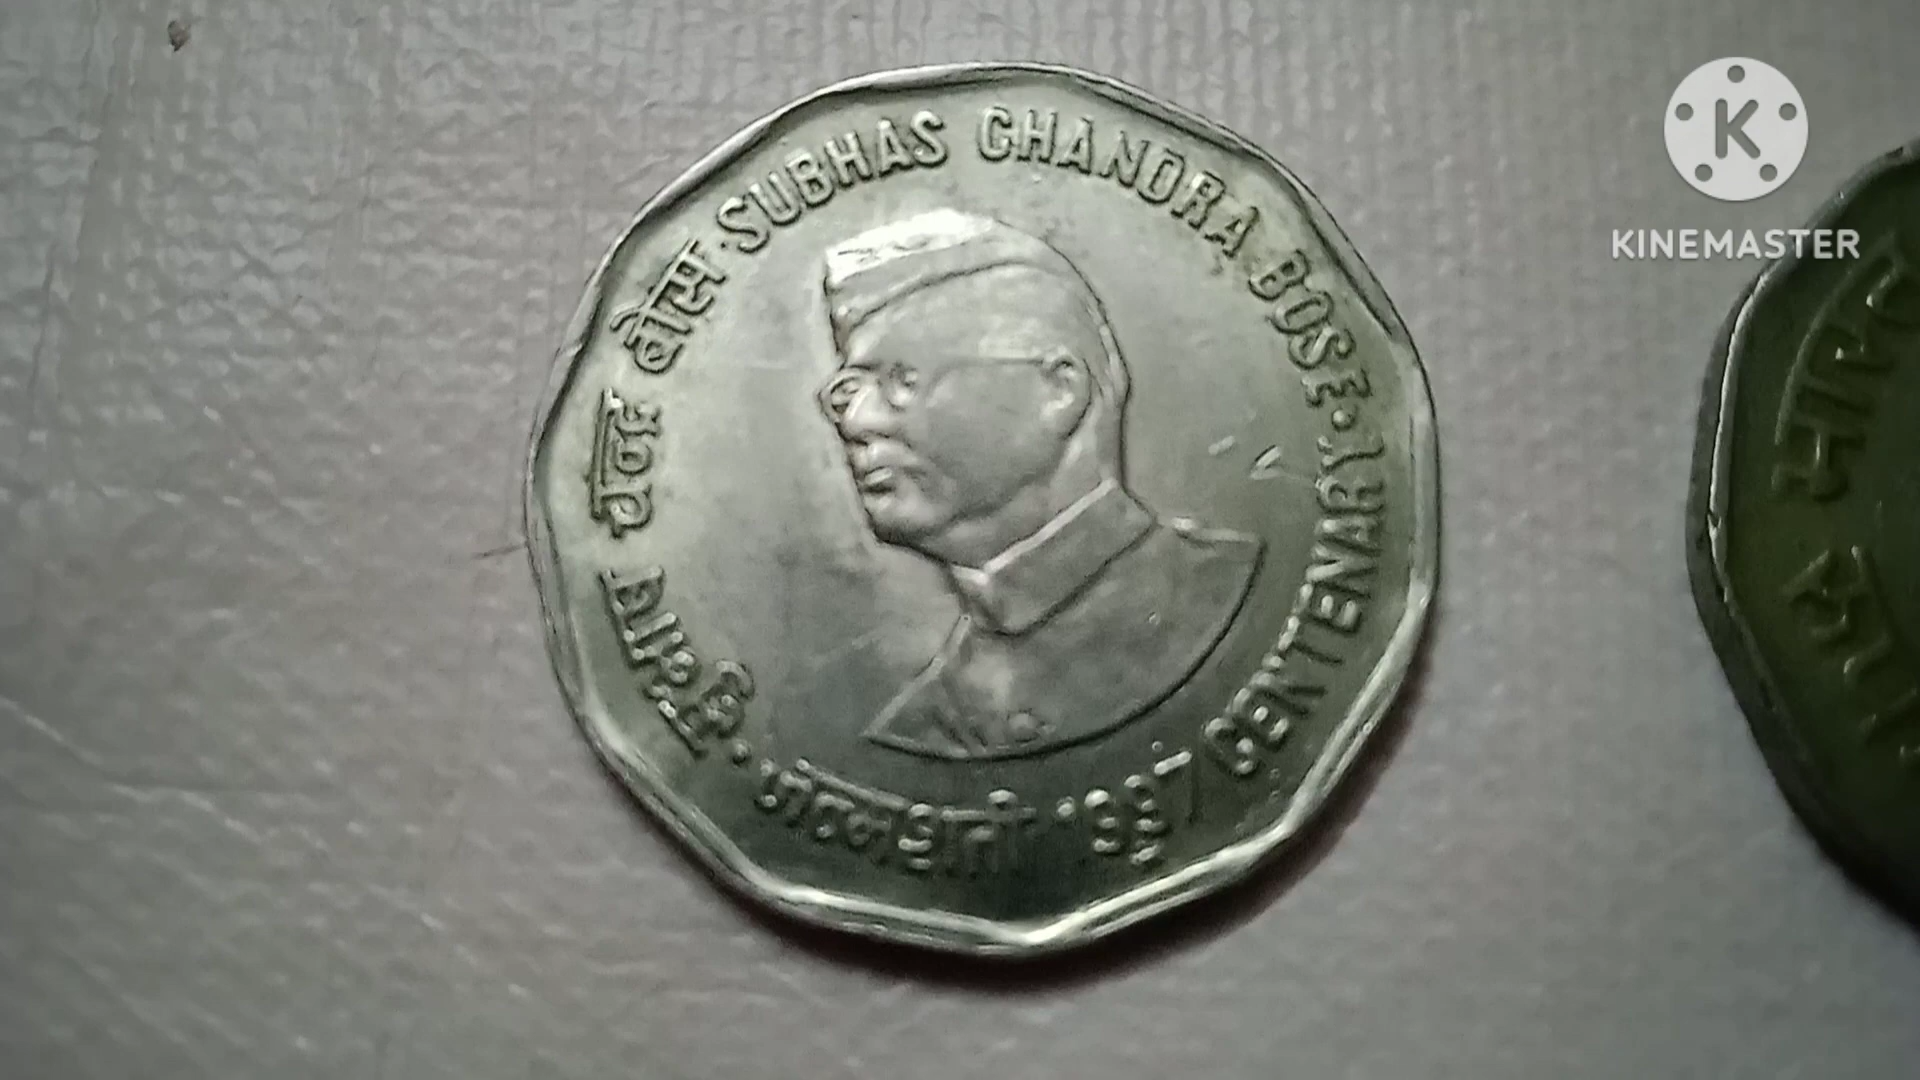 सुभाष चन्द्र बोस · SUBHAS CHANDRA BOSE · CENTENARY
जन्मशती 1997
KINEMASTER